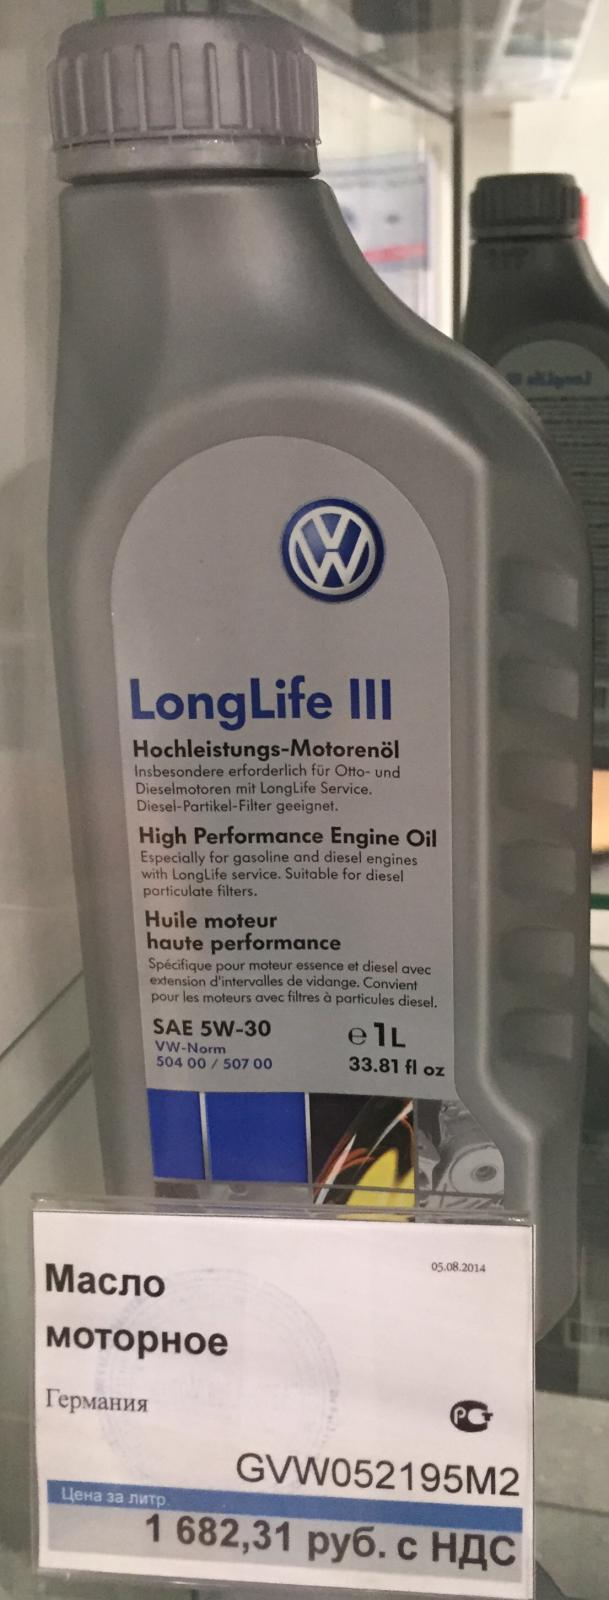 LongLife III
VW
LongLife III
Hochleistungs-Motorenöl
Insbesondere erforderlich für Otto- und
Dieselmotoren mit LongLife Service.
Diesel-Partikel-Filter geeignet.
High Performance Engine Oil
Especially for gasoline and diesel engines
with LongLife service. Suitable for diesel
particulate filters.
Huile moteur
haute performance
Spécifique pour moteur essence et diesel avec
extension d'intervalles de vidange. Convient
pour les moteurs avec filtres à particules diesel.
SAE 5W-30
VW-Norm
504 00 / 507 00
e 1L
33.81 fl oz
05.08.2014
Масло
моторное
Германия
РСТ
GVW052195M2
Цена за литр
1 682,31 руб. с НДС